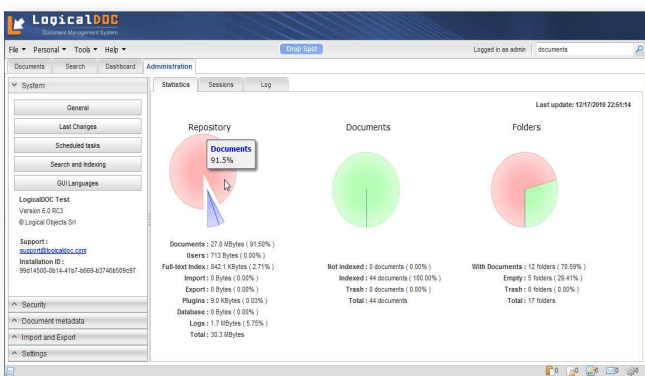 LogicalDOC
Document Management System
File Personal Tools Help
Drop Spot
Logged in as admin
documents
Documents Search Dashboard Administration
System
General
Last Changes
Scheduled tasks
Search and Indexing
GUI Languages
LogicalDOC Test
Version 6.0 RC3
© Logical Objects Srl
Support :
support@logicaldoc.com
Installation ID :
99d14500-0b14-41b7-b669-b3746b509c97
Security
Document metadata
Import and Export
Settings
Statistics Sessions Log
Last update: 12/17/2010 22:51:14
Repository
Documents
91.5%
Documents : 27.8 MBytes ( 91.50% )
Users : 713 Bytes ( 0.00% )
Full-text Index : 842.1 KBytes ( 2.71% )
Import : 0 Bytes ( 0.00% )
Export : 0 Bytes ( 0.00% )
Plugins : 9.0 KBytes ( 0.03% )
Database : 0 Bytes ( 0.00% )
Logs : 1.7 MBytes ( 5.75% )
Total : 30.3 MBytes
Documents
Not indexed : 0 documents ( 0.00% )
Indexed : 44 documents ( 100.00% )
Trash : 0 documents ( 0.00% )
Total : 44 documents
Folders
With Documents : 12 folders ( 70.59% )
Empty : 5 folders ( 29.41% )
Trash : 0 folders ( 0.00% )
Total : 17 folders